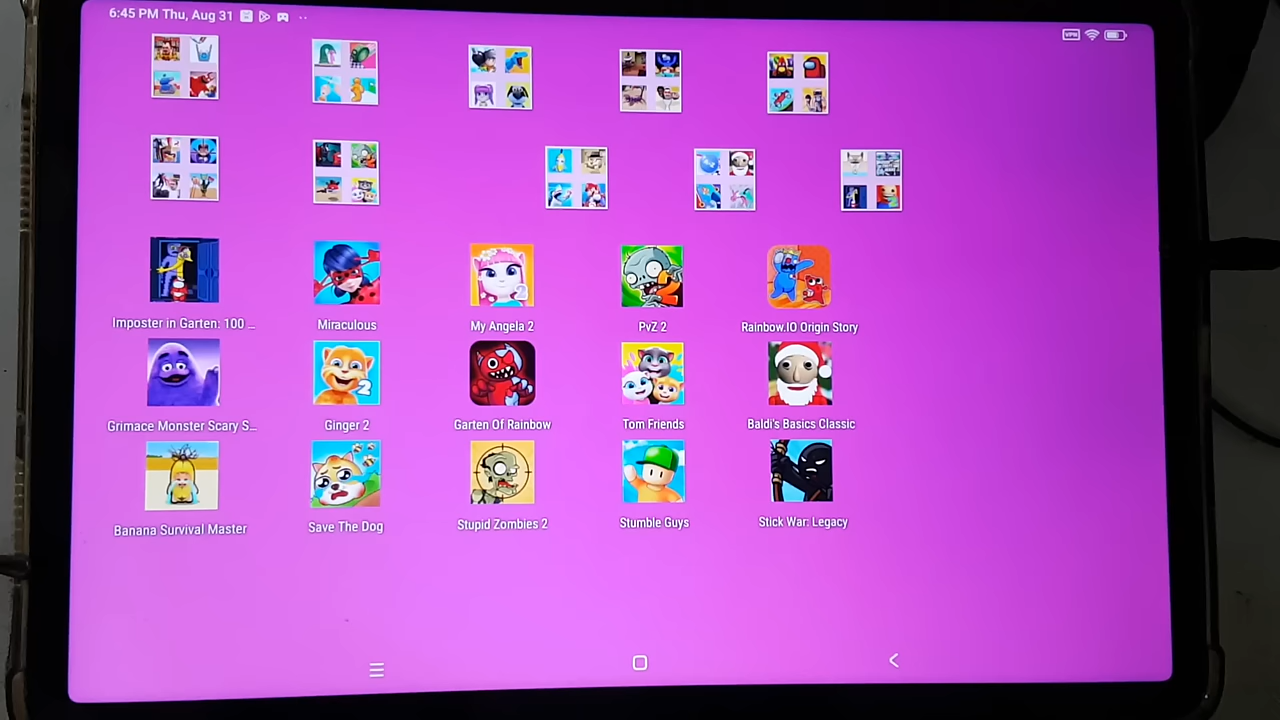 6:45 PM Thu, Aug 31
VPN
Imposter in Garten: 100 ...
Miraculous
My Angela 2
PvZ 2
Rainbow.IO Origin Story
Grimace Monster Scary S...
Ginger 2
Garten Of Rainbow
Tom Friends
Baldi's Basics Classic
Banana Survival Master
Save The Dog
Stupid Zombies 2
Stumble Guys
Stick War: Legacy